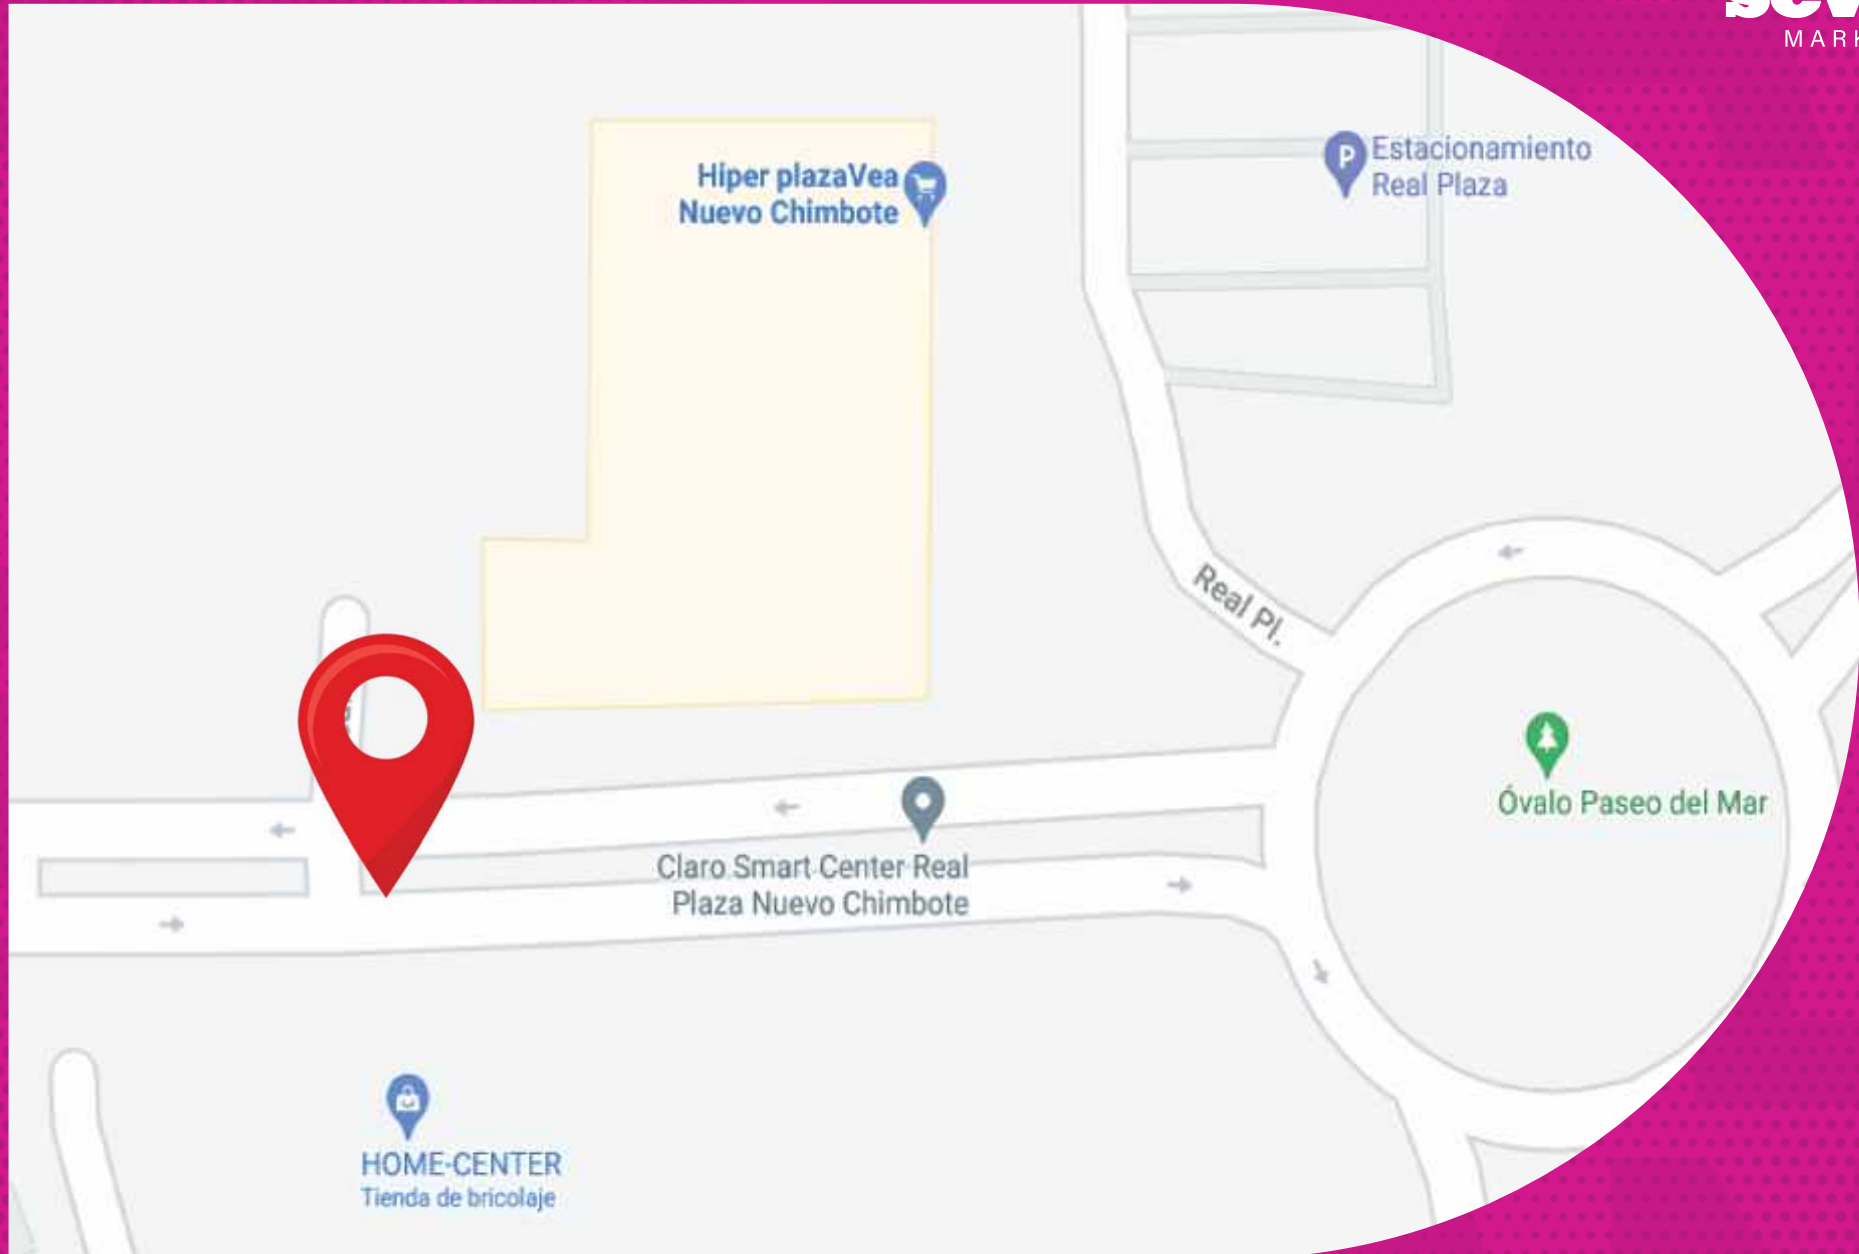 MARK
Estacionamiento
Real Plaza
Hiper plazaVea
Nuevo Chimbote
Real Pl.
Óvalo Paseo del Mar
Claro Smart Center Real
Plaza Nuevo Chimbote
HOME-CENTER
Tienda de bricolaje